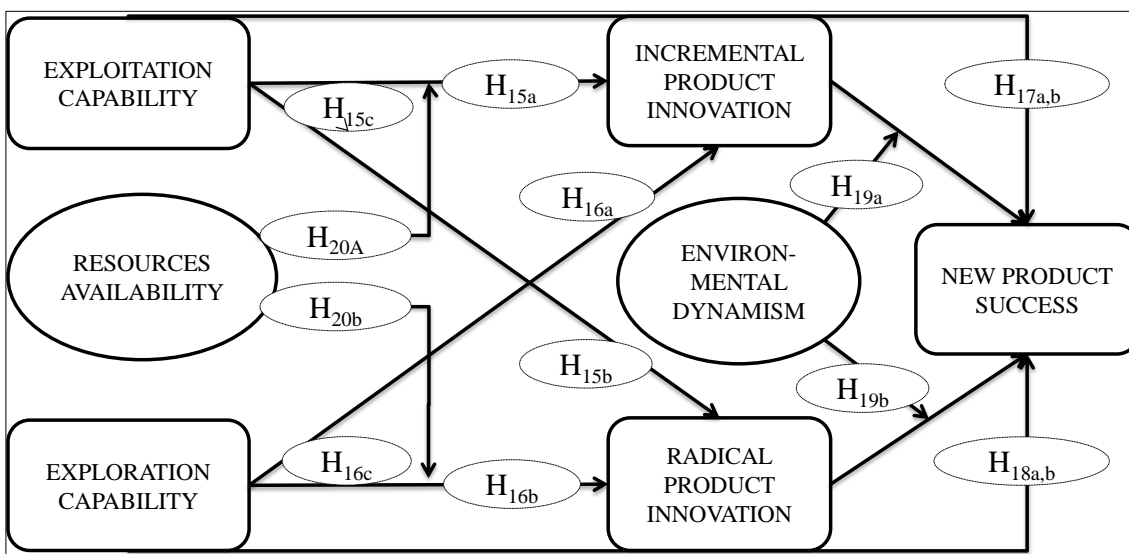 EXPLOITATION
CAPABILITY
H15c
H15a
INCREMENTAL
PRODUCT
INNOVATION
H17a,b
H16a
H19a
RESOURCES
AVAILABILITY
H20A
H20b
ENVIRON-
MENTAL
DYNAMISM
NEW PRODUCT
SUCCESS
H15b
H19b
EXPLORATION
CAPABILITY
H16c
H16b
RADICAL
PRODUCT
INNOVATION
H18a,b